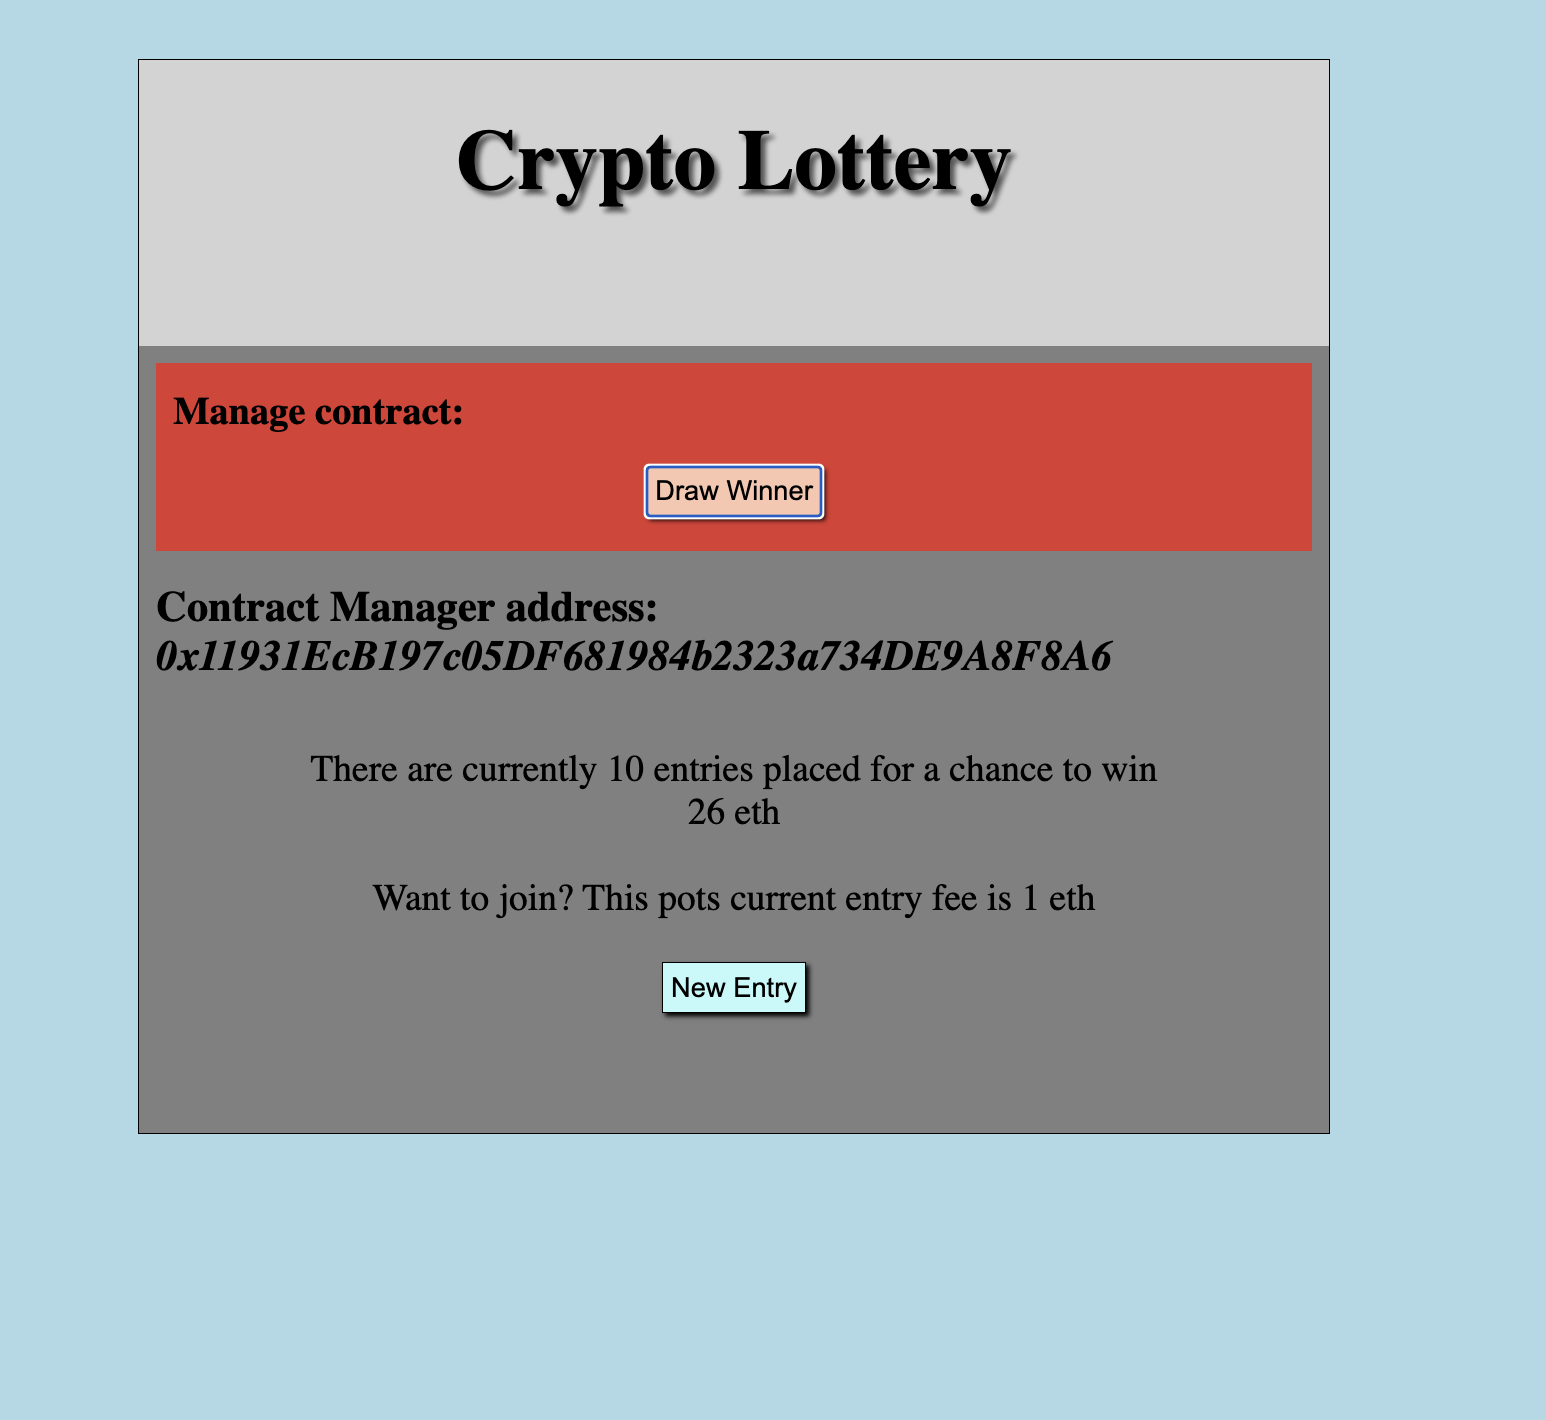 Crypto Lottery
Manage contract:
Draw Winner
Contract Manager address:
0x11931EcB197c05DF681984b2323a734DE9A8F8A6
There are currently 10 entries placed for a chance to win
26 eth
Want to join? This pots current entry fee is 1 eth
New Entry